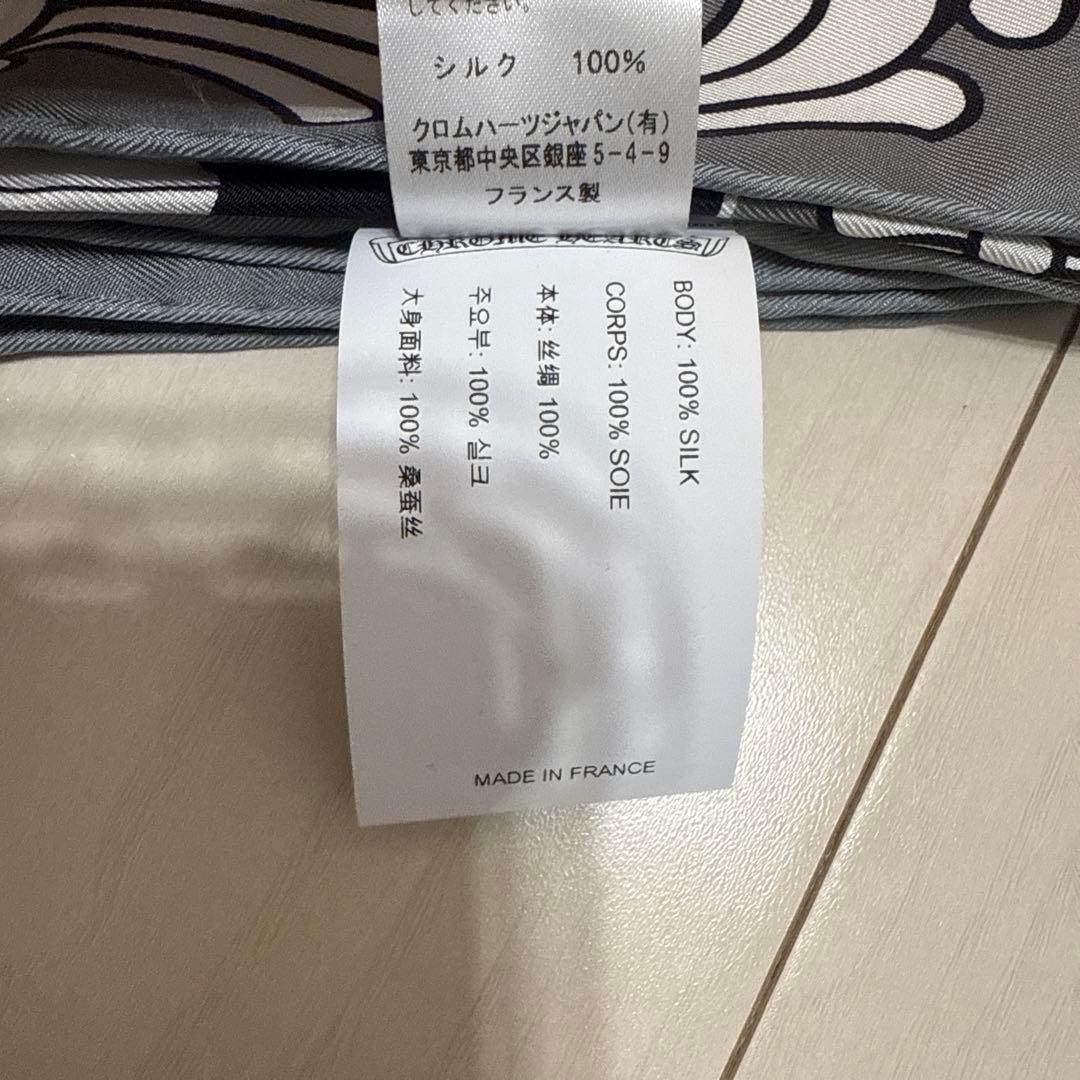 してください。
シルク 100%
クロムハーツジャパン(有)
東京都中央区銀座5-4-9
フランス製
CHROME HEARTS
BODY: 100% SILK
CORPS: 100% SOIE
本体: 丝绸 100%
주요부: 100% 실크
大身面料: 100% 桑蚕丝
MADE IN FRANCE